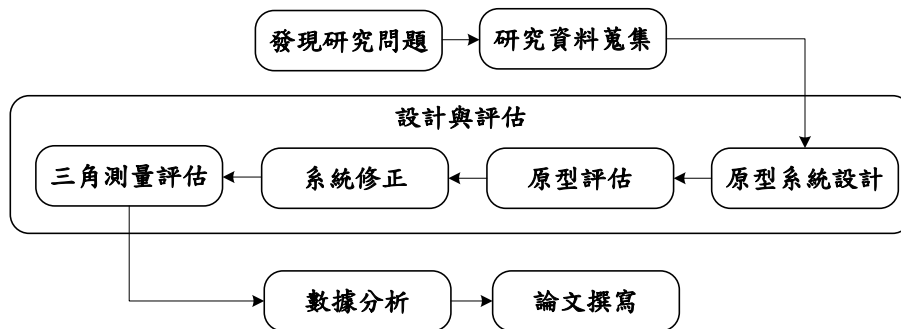 發現研究問題
研究資料蒐集
設計與評估
三角測量評估
系統修正
原型評估
原型系統設計
數據分析
論文撰寫